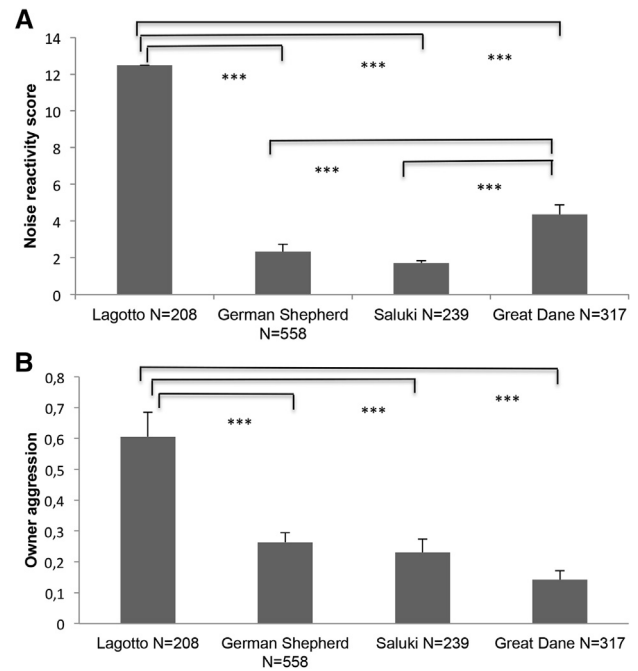 A
Noise reactivity score
14
12
10
8
6
4
2
0
***
***
***
***
***
Lagotto N=208
German Shepherd
N=558
Saluki N=239
Great Dane N=317
B
Owner aggression
0,8
0,7
0,6
0,5
0,4
0,3
0,2
0,1
0
***
***
***
Lagotto N=208
German Shepherd
N=558
Saluki N=239
Great Dane N=317